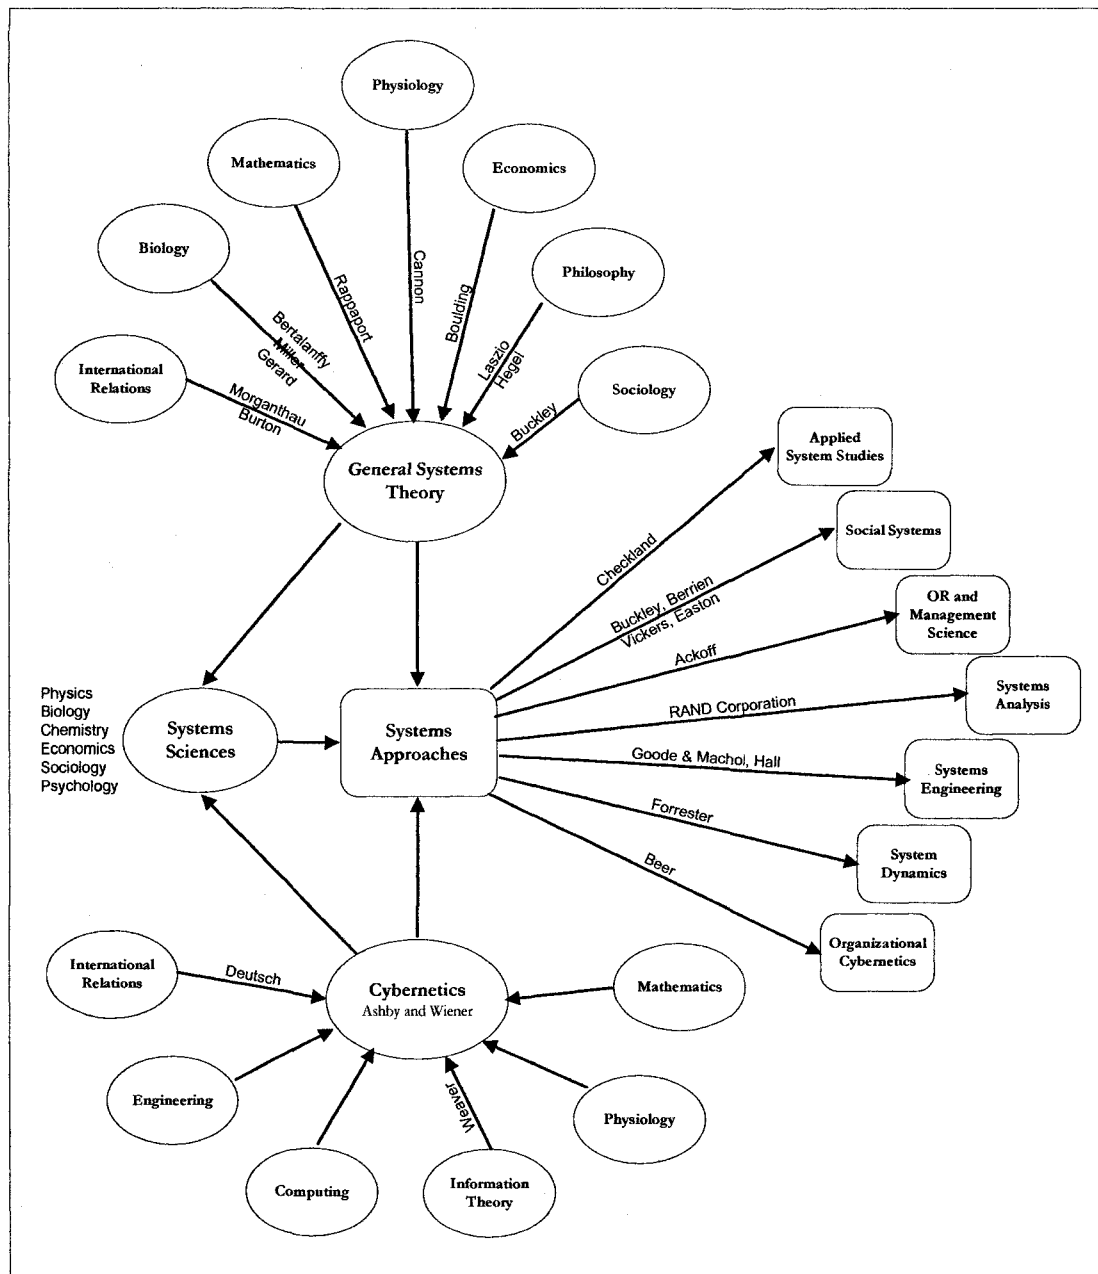 Physiology
Mathematics
Economics
Biology
Philosophy
International
Relations
Sociology
Cannon
Rappaport
Boulding
Bertalanffy
Miller
Gerard
Laszio
Hegel
Morganthau
Burton
Buckley
General Systems
Theory
Applied
System Studies
Social Systems
OR and
Management
Science
Systems
Analysis
Systems
Engineering
System
Dynamics
Organizational
Cybernetics
Checkland
Buckley, Berrien
Vickers, Easton
Ackoff
RAND Corporation
Goode & Machol, Hall
Forrester
Beer
Physics
Biology
Chemistry
Economics
Sociology
Psychology
Systems
Sciences
Systems
Approaches
International
Relations
Deutsch
Cybernetics
Ashby and Wiener
Mathematics
Engineering
Weaver
Physiology
Computing
Information
Theory